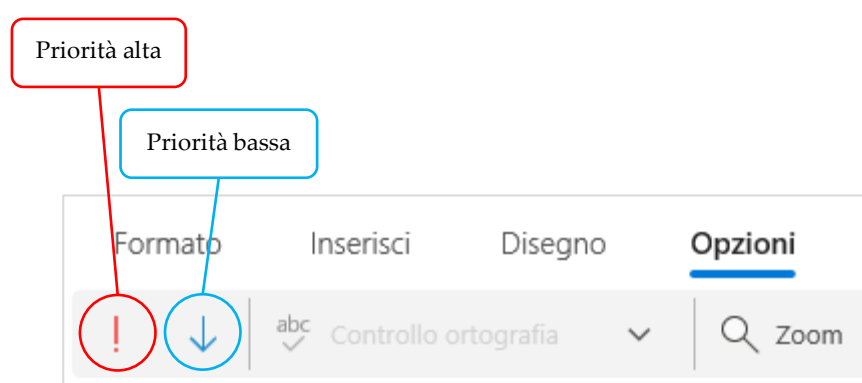 Priorità alta
Priorità bassa
Formato Inserisci Disegno Opzioni
! ↓ abc Controllo ortografia Zoom